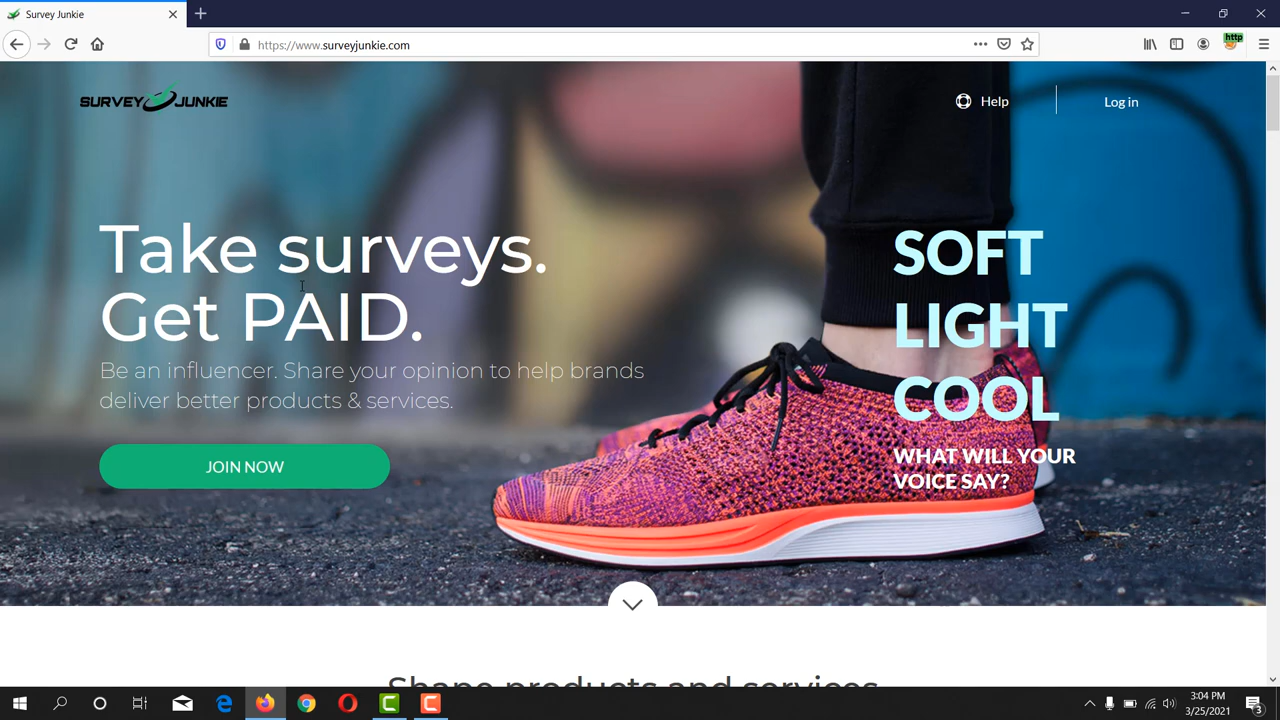 Survey Junkie
https://www.surveyjunkie.com
http
SURVEY JUNKIE
Help
Log in
Take surveys.
Get PAID.
Be an influencer. Share your opinion to help brands
deliver better products & services.
JOIN NOW
SOFT
LIGHT
COOL
WHAT WILL YOUR
VOICE SAY?
Shape products and services
3:04 PM
3/25/2021
3